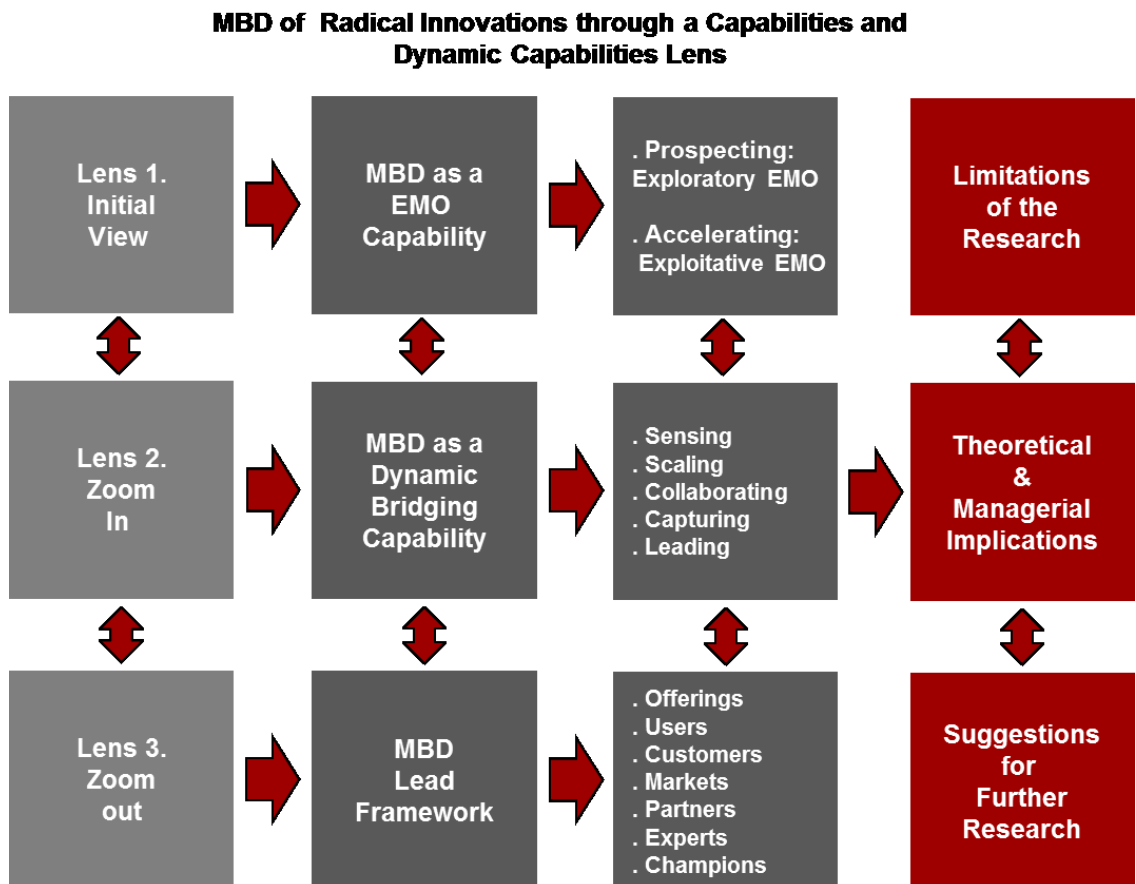 MBD of Radical Innovations through a Capabilities and
Dynamic Capabilities Lens
Lens 1.
Initial
View
MBD as a
EMO
Capability
. Prospecting:
Exploratory EMO
. Accelerating:
Exploitative EMO
Limitations
of the
Research
Lens 2.
Zoom
In
MBD as a
Dynamic
Bridging
Capability
. Sensing
. Scaling
. Collaborating
. Capturing
. Leading
Theoretical
&
Managerial
Implications
Lens 3.
Zoom
out
MBD
Lead
Framework
. Offerings
. Users
. Customers
. Markets
. Partners
. Experts
. Champions
Suggestions
for
Further
Research